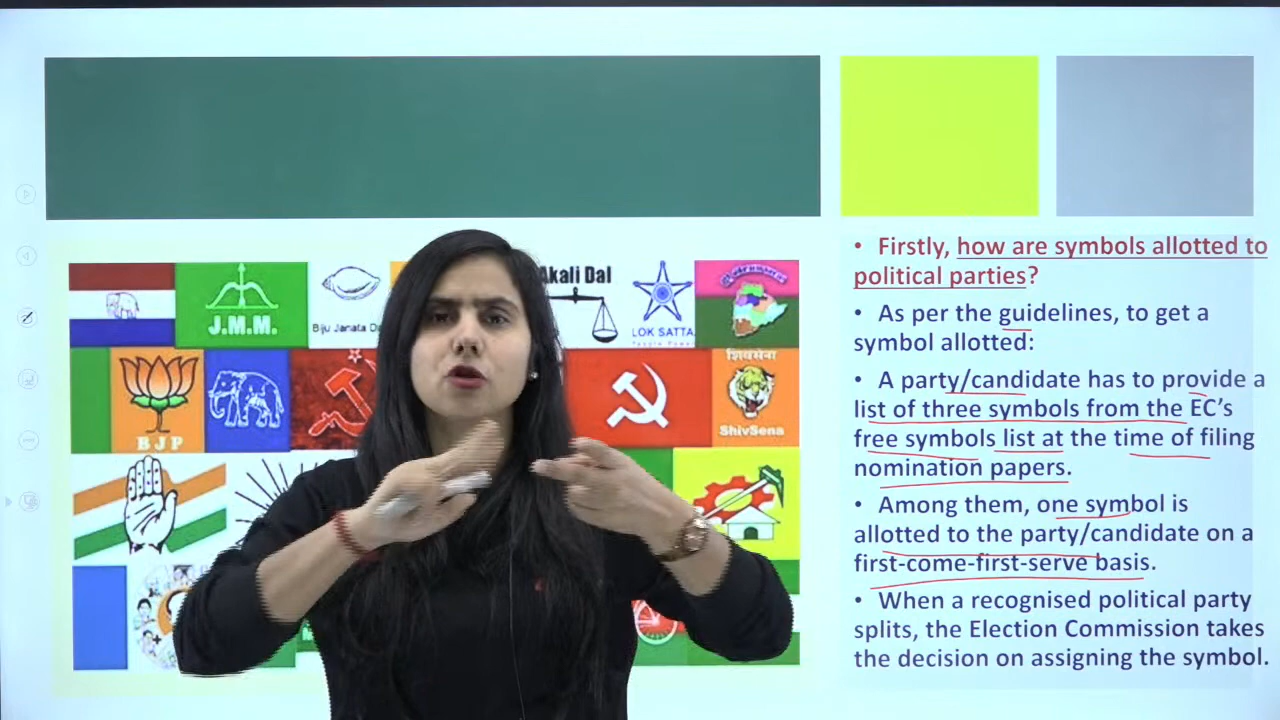 J.M.M.
Biju Janata Da
Akali Dal
LOK SATTA
BJP
शिवसेना
ShivSena
• Firstly, how are symbols allotted to
political parties?
• As per the guidelines, to get a
symbol allotted:
• A party/candidate has to provide a
list of three symbols from the EC’s
free symbols list at the time of filing
nomination papers.
• Among them, one symbol is
allotted to the party/candidate on a
first-come-first-serve basis.
• When a recognised political party
splits, the Election Commission takes
the decision on assigning the symbol.